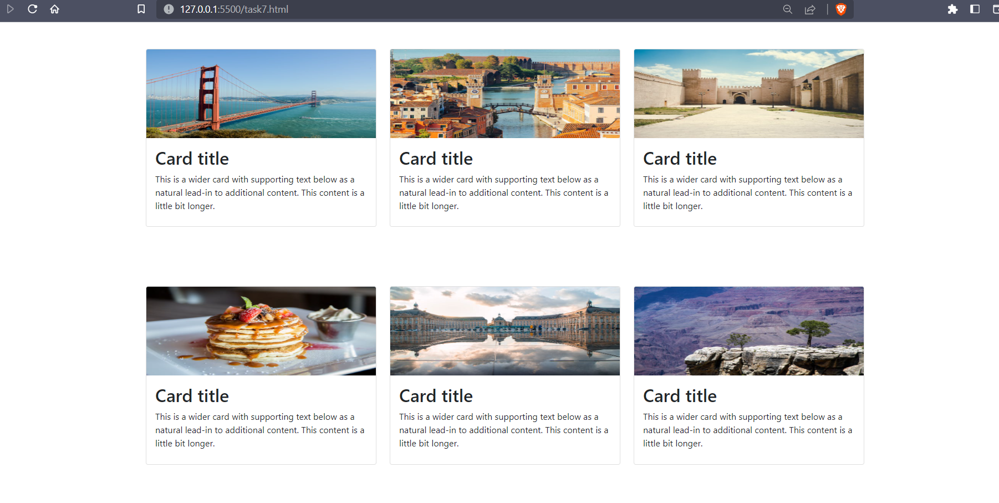 127.0.0.1:5500/task7.html
Card title
This is a wider card with supporting text below as a
natural lead-in to additional content. This content is a
little bit longer.
Card title
This is a wider card with supporting text below as a
natural lead-in to additional content. This content is a
little bit longer.
Card title
This is a wider card with supporting text below as a
natural lead-in to additional content. This content is a
little bit longer.
Card title
This is a wider card with supporting text below as a
natural lead-in to additional content. This content is a
little bit longer.
Card title
This is a wider card with supporting text below as a
natural lead-in to additional content. This content is a
little bit longer.
Card title
This is a wider card with supporting text below as a
natural lead-in to additional content. This content is a
little bit longer.